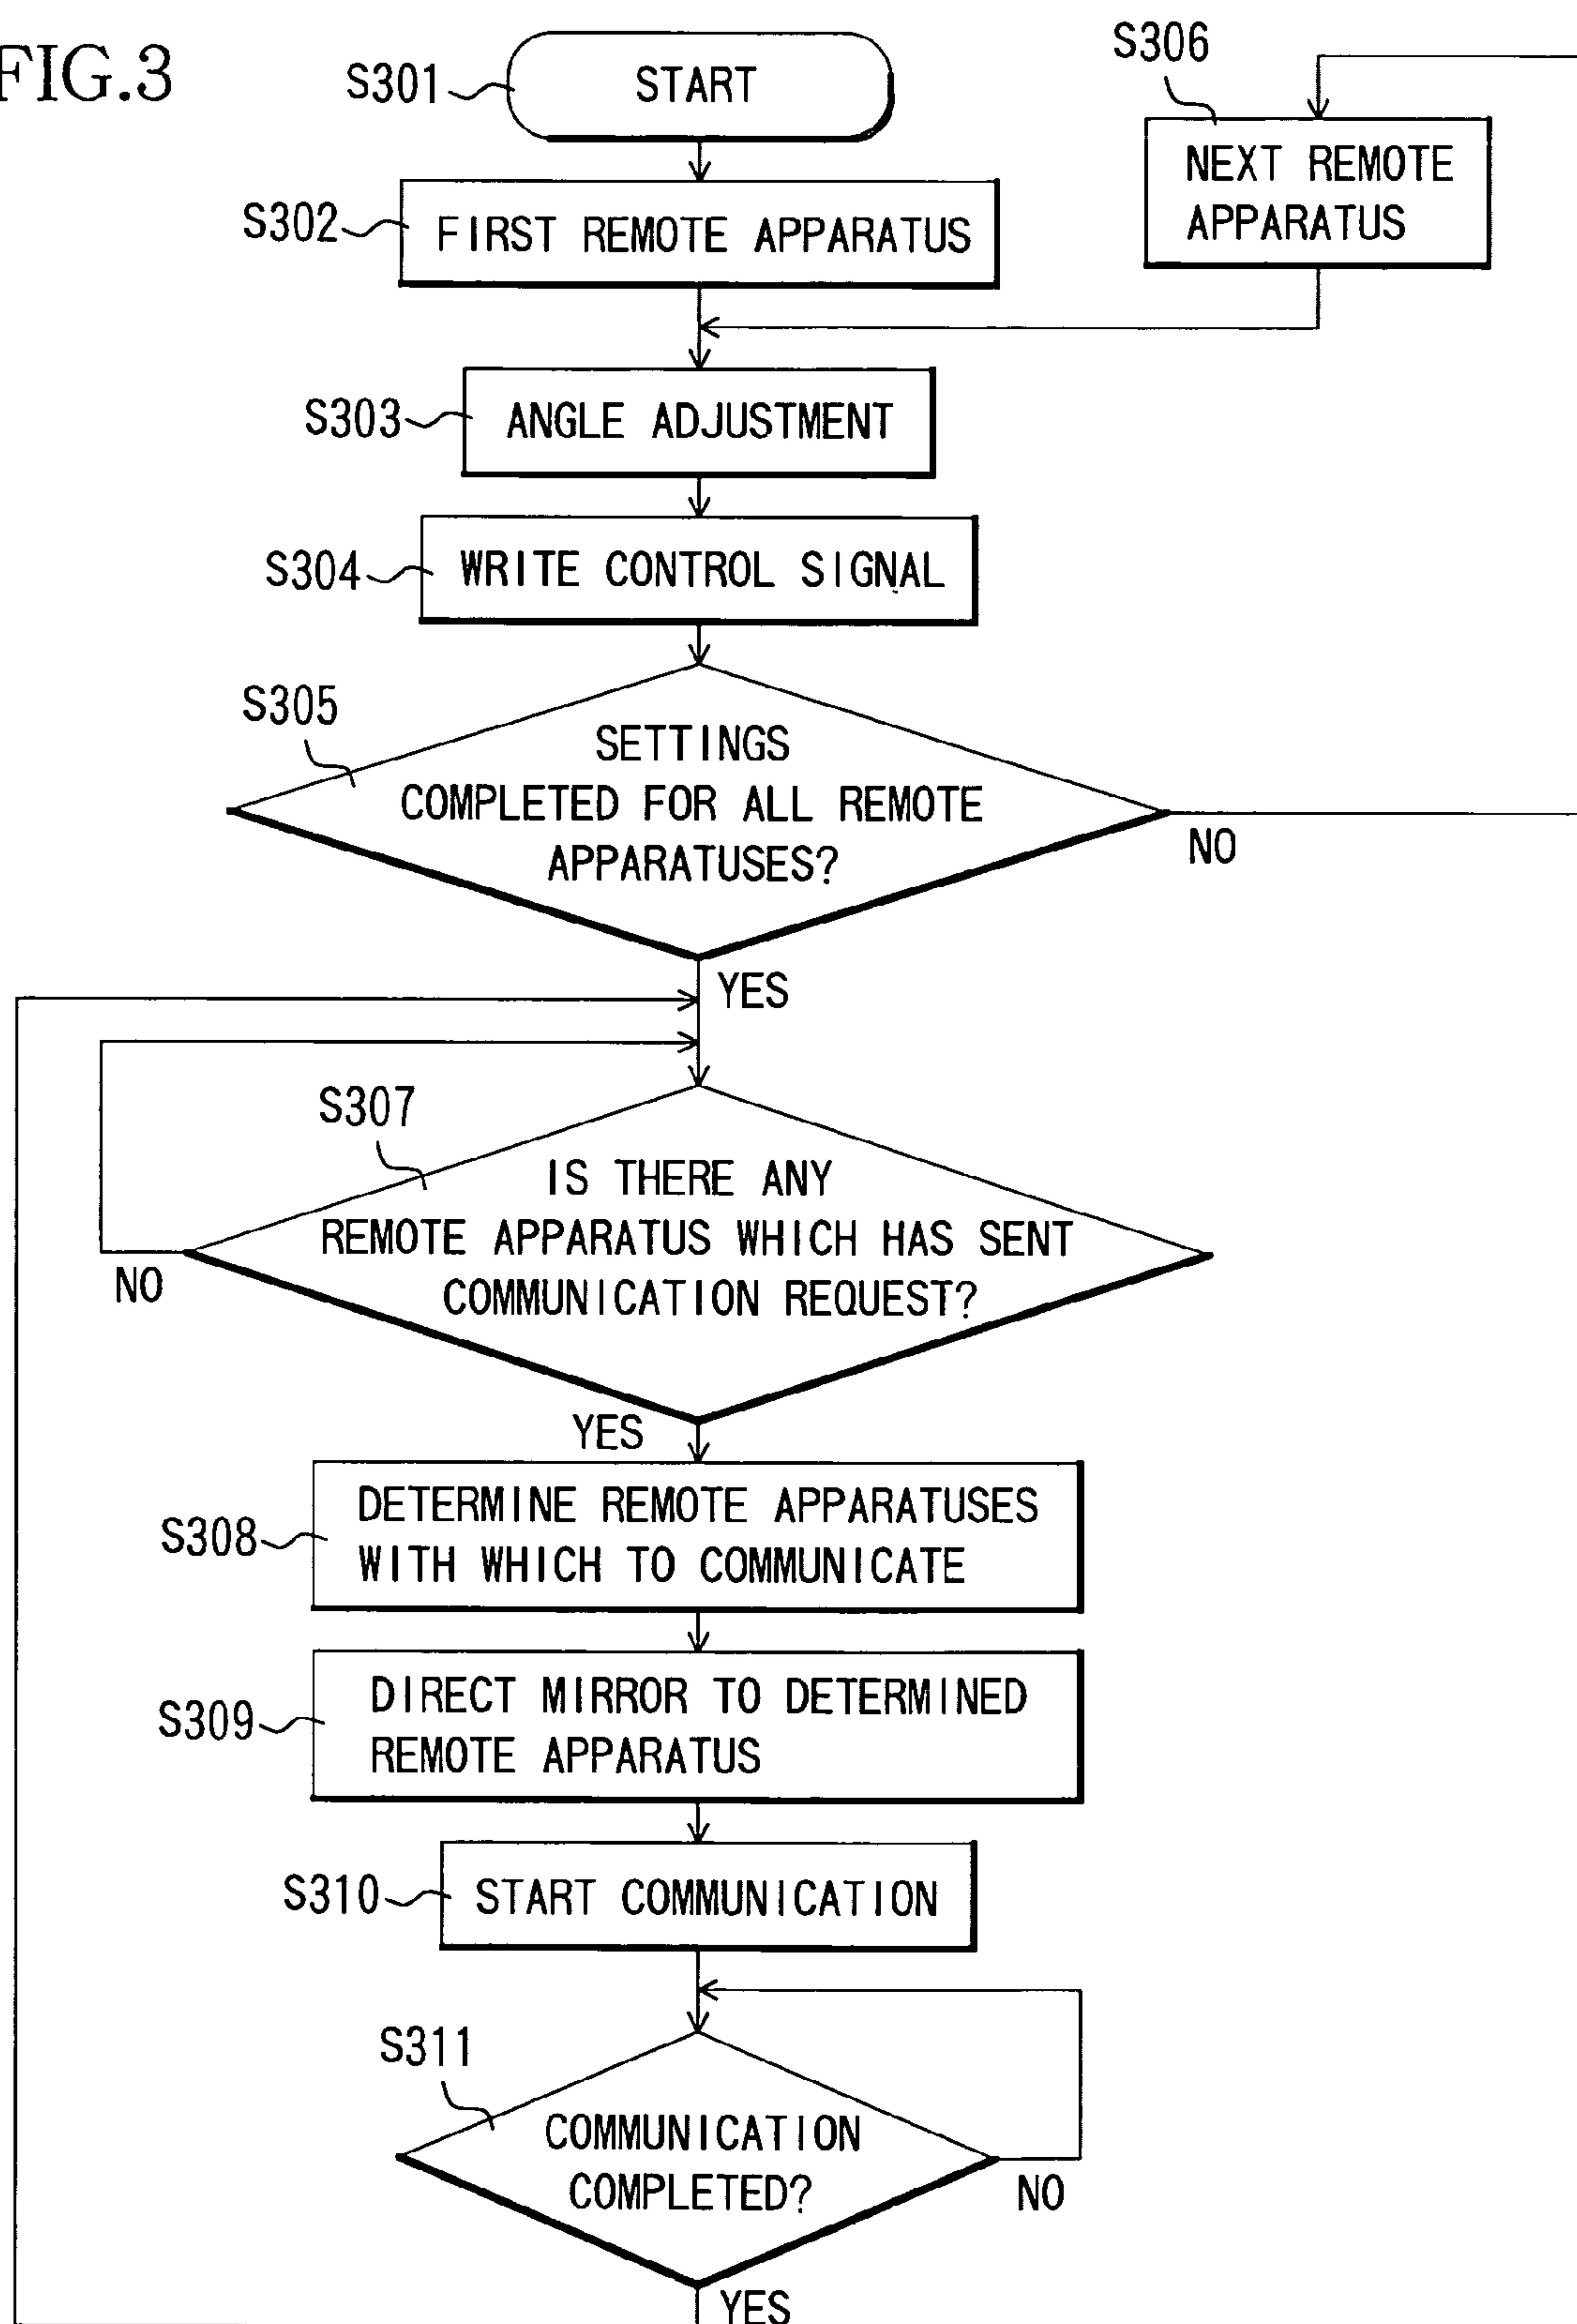 FIG.3
S301
START
S306
NEXT REMOTE
APPARATUS
S302
FIRST REMOTE APPARATUS
S303
ANGLE ADJUSTMENT
S304
WRITE CONTROL SIGNAL
S305
SETTINGS
COMPLETED FOR ALL REMOTE
APPARATUSES?
NO
YES
S307
IS THERE ANY
REMOTE APPARATUS WHICH HAS SENT
COMMUNICATION REQUEST?
NO
YES
S308
DETERMINE REMOTE APPARATUSES
WITH WHICH TO COMMUNICATE
S309
DIRECT MIRROR TO DETERMINED
REMOTE APPARATUS
S310
START COMMUNICATION
S311
COMMUNICATION
COMPLETED?
NO
YES